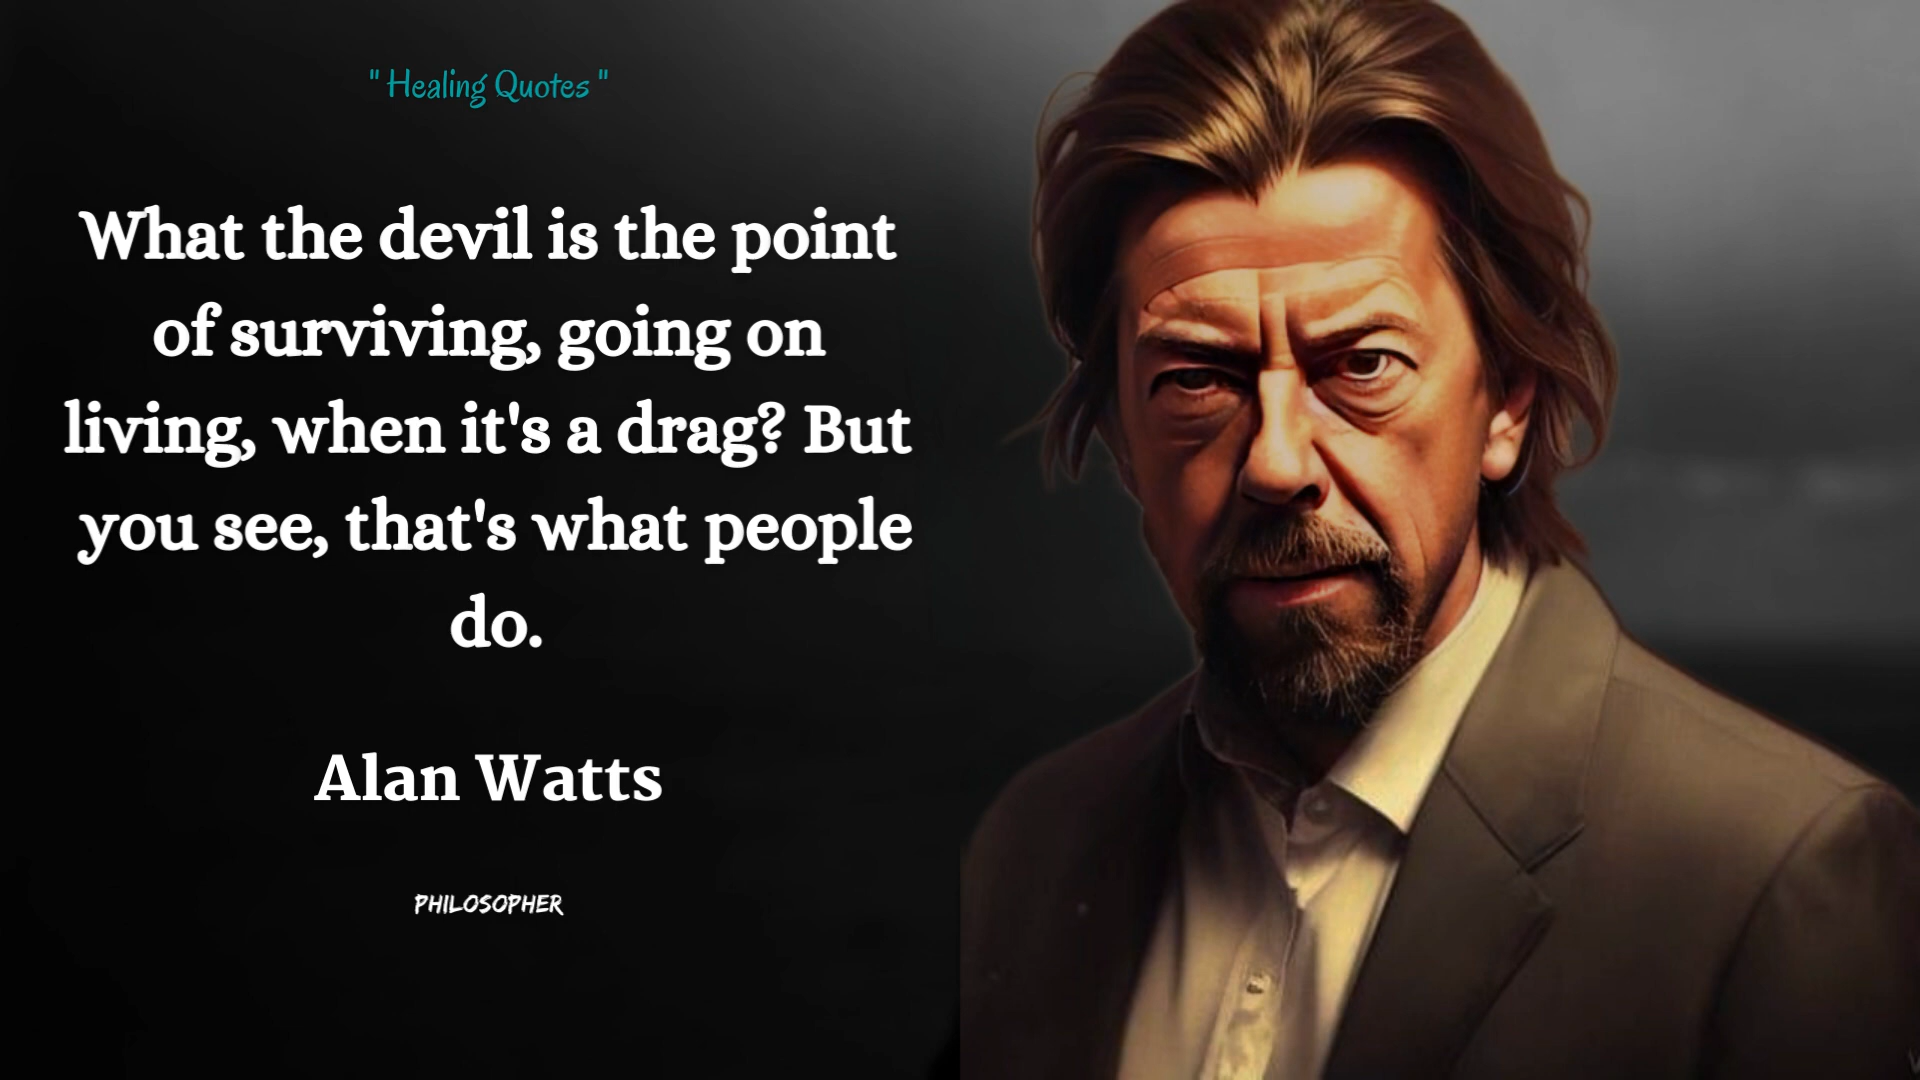 " Healing Quotes "
What the devil is the point
of surviving, going on
living, when it's a drag? But
you see, that's what people
do.
Alan Watts
PHILOSOPHER